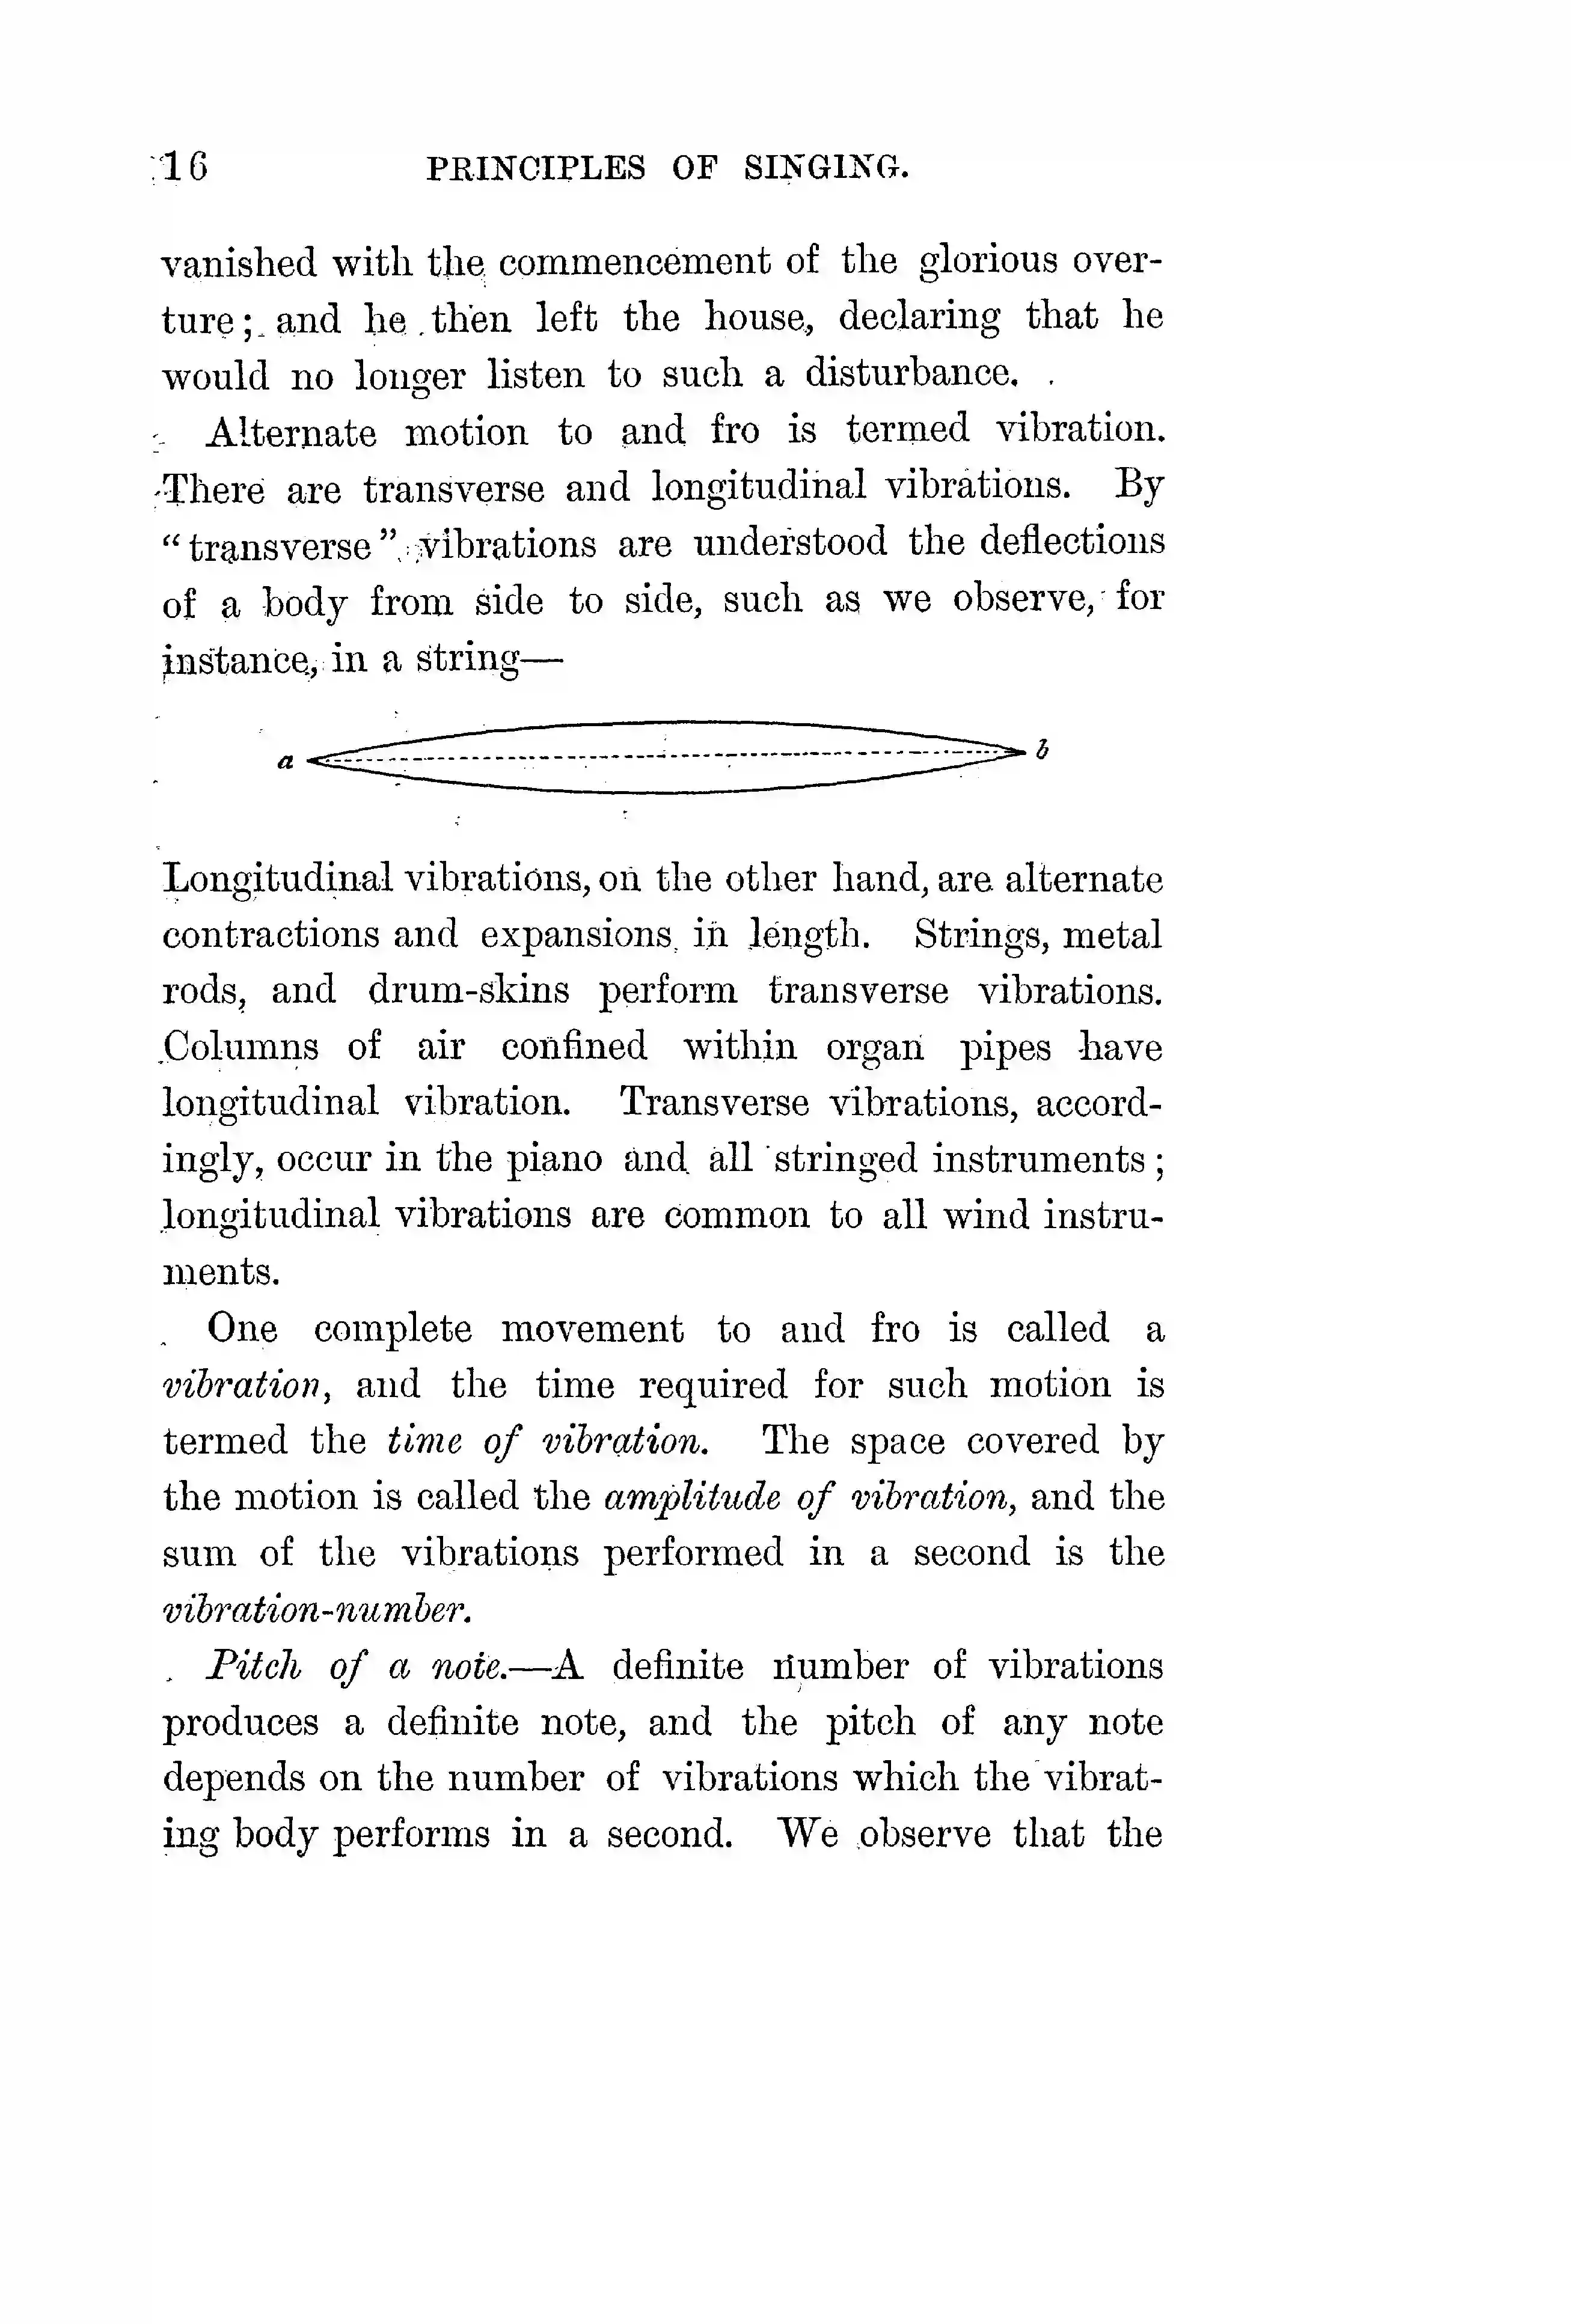 16 PRINCIPLES OF SINGING.
vanished with the commencement of the glorious over-
ture; and he then left the house, declaring that he
would no longer listen to such a disturbance.
Alternate motion to and fro is termed vibration.
There are transverse and longitudinal vibrations. By
“transverse” vibrations are understood the deflections
of a body from side to side, such as we observe, for
instance, in a string—
a b
Longitudinal vibrations, on the other hand, are alternate
contractions and expansions in length. Strings, metal
rods, and drum-skins perform transverse vibrations.
Columns of air confined within organ pipes have
longitudinal vibration. Transverse vibrations, accord-
ingly, occur in the piano and all stringed instruments;
longitudinal vibrations are common to all wind instru-
ments.
One complete movement to and fro is called a
vibration, and the time required for such motion is
termed the time of vibration. The space covered by
the motion is called the amplitude of vibration, and the
sum of the vibrations performed in a second is the
vibration-number.
Pitch of a note.—A definite number of vibrations
produces a definite note, and the pitch of any note
depends on the number of vibrations which the vibrat-
ing body performs in a second. We observe that the